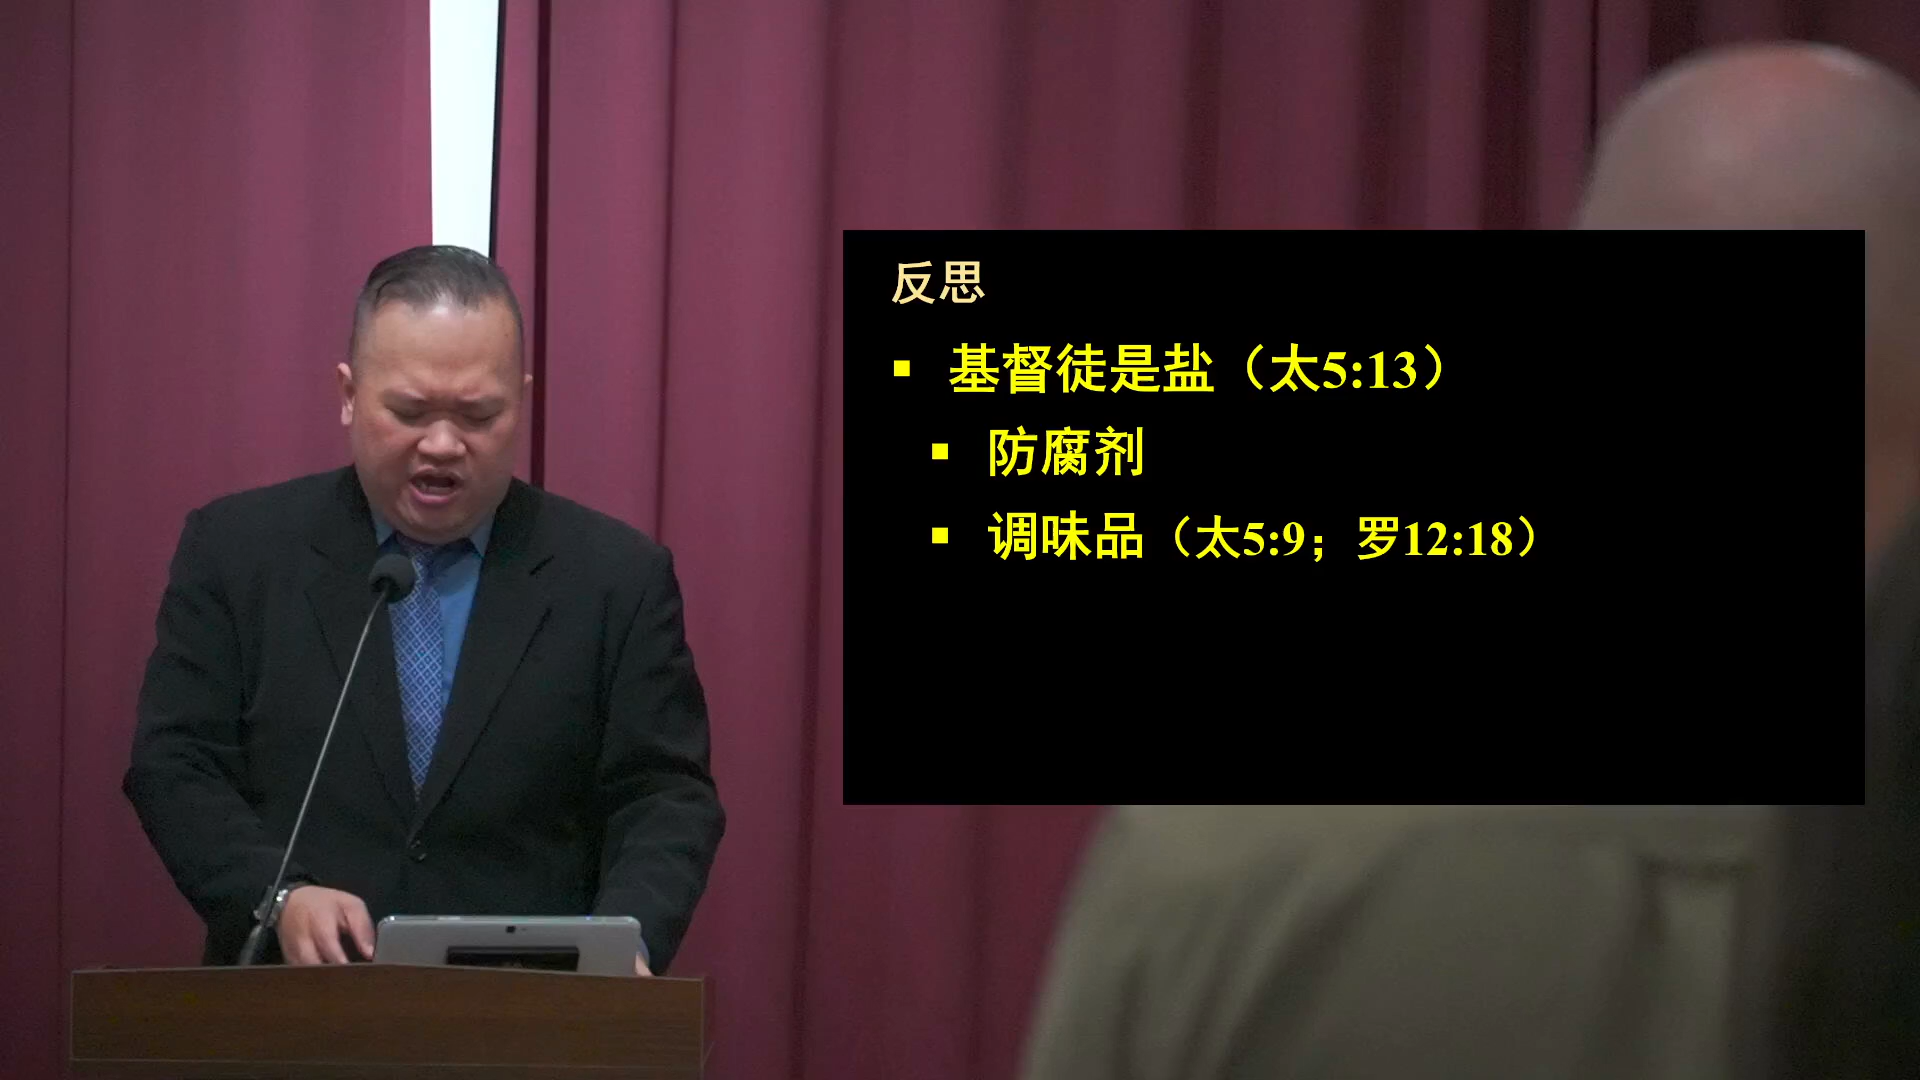 反思
▪ 基督徒是盐（太5:13）
▪ 防腐剂
▪ 调味品（太5:9；罗12:18）